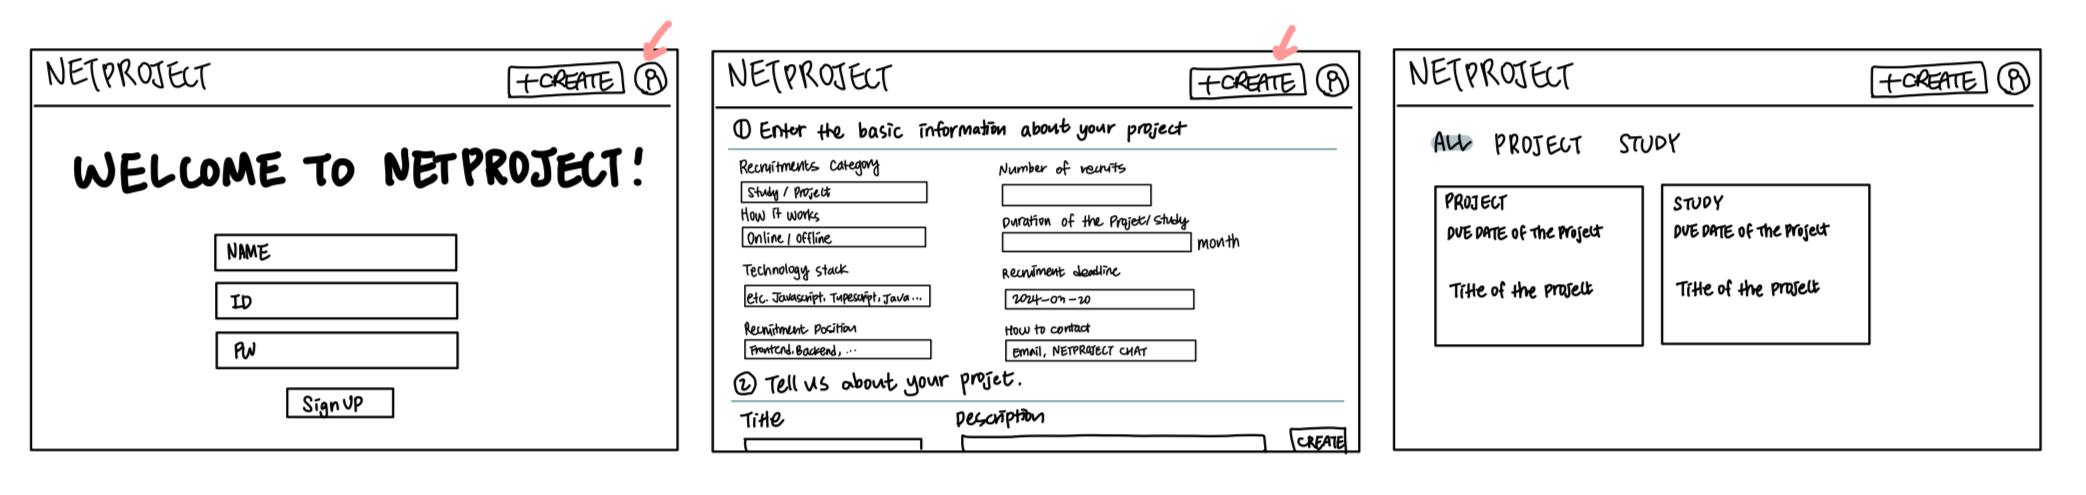 NETPROJECT
+CREATE
WELCOME TO NETPROJECT!
NAME
ID
PW
Sign UP
NETPROJECT
+CREATE
① Enter the basic information about your project
Recruitments Category
Study / Project
How it works
Online / Offline
Technology stack
etc. Javascript, Typescript, Java...
Recruitment Position
Frontend, Backend, ...
Number of recruits
Duration of the Projet/Study
month
Recruiment deadline
2024-07-20
How to contact
Email, NETPROJECT CHAT
② Tell us about your projet.
Title
Description
CREATE
NETPROJECT
+CREATE
ALL PROJECT STUDY
PROJECT
DUE DATE of The Project
Title of the Project
STUDY
DUE DATE of The Project
Title of the Project